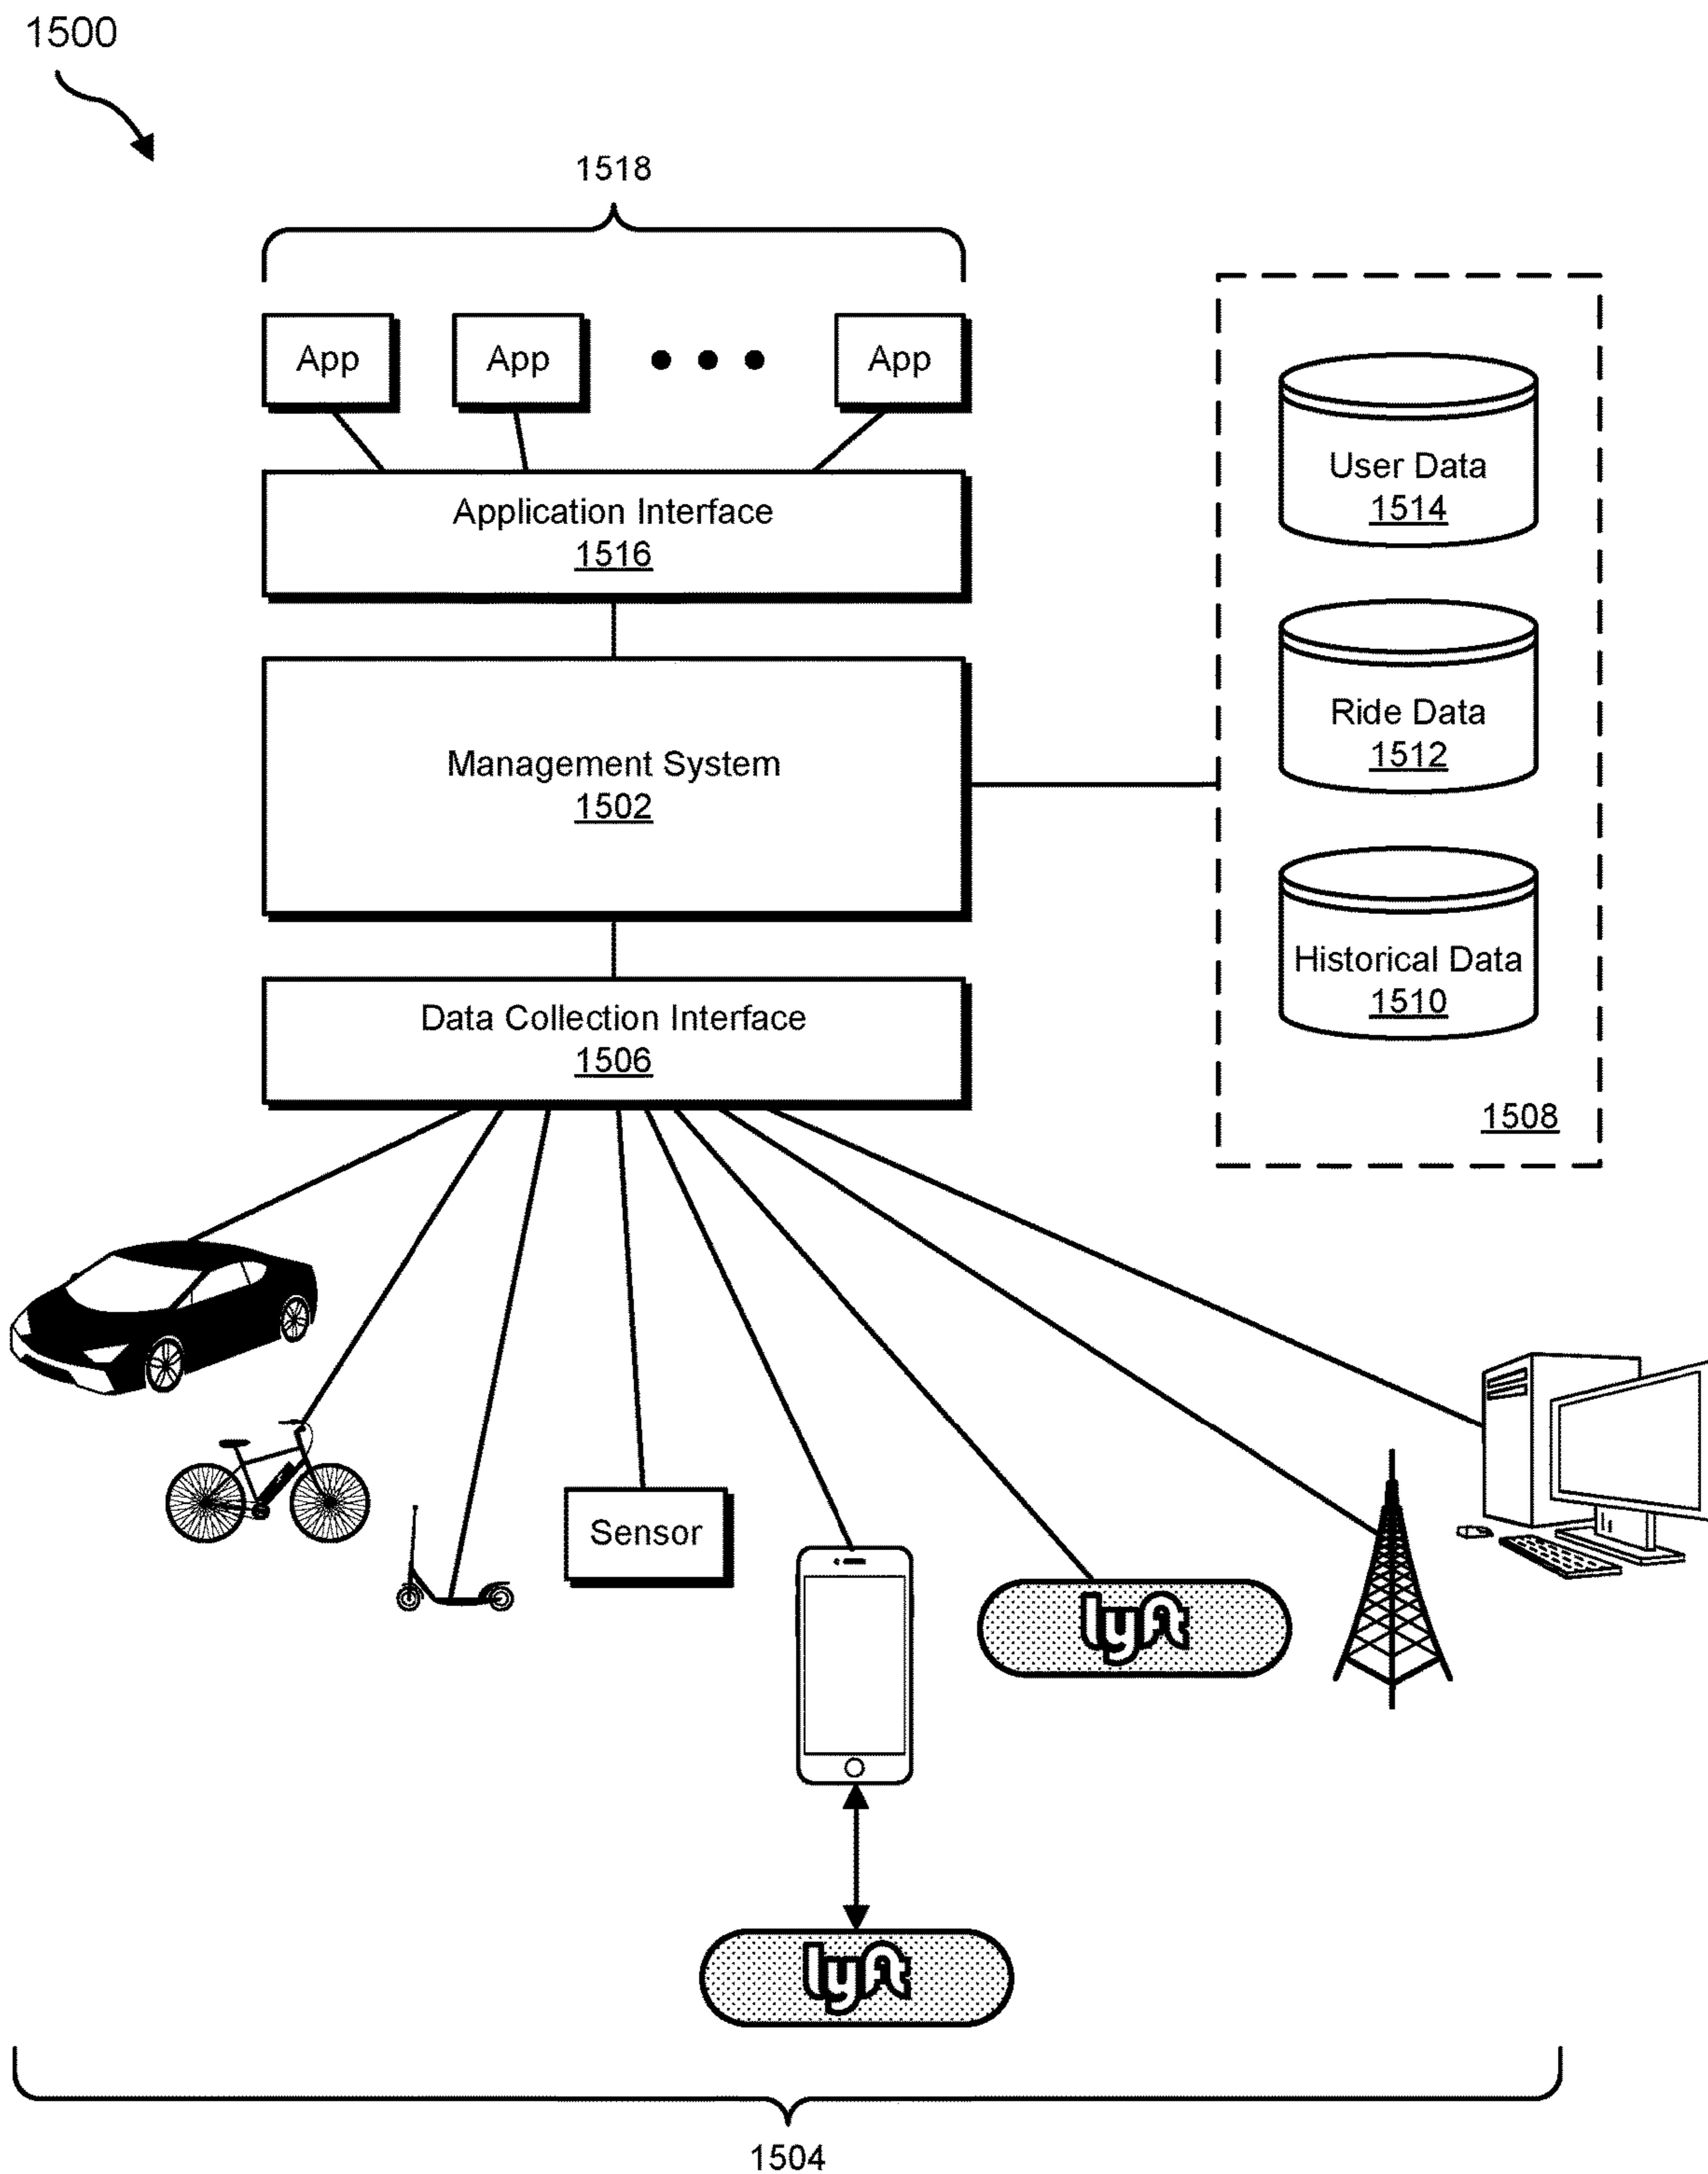 1500
1518
App
App
App
Application Interface
1516
Management System
1502
Data Collection Interface
1506
User Data
1514
Ride Data
1512
Historical Data
1510
1508
Sensor
lyft
lyft
1504